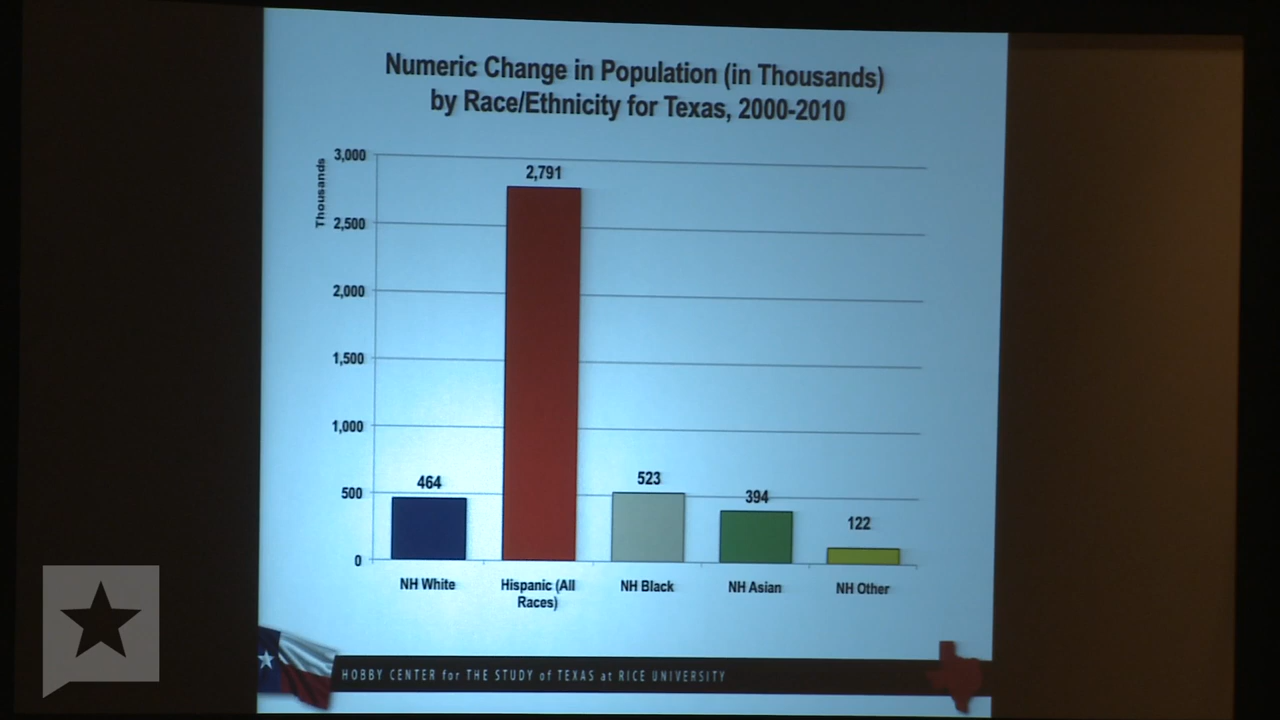 Numeric Change in Population (in Thousands)
by Race/Ethnicity for Texas, 2000-2010
Thousands
3,000
2,500
2,000
1,500
1,000
500
0
464
2,791
523
394
122
NH White
Hispanic (All
Races)
NH Black
NH Asian
NH Other
HOBBY CENTER for THE STUDY of TEXAS at RICE UNIVERSITY